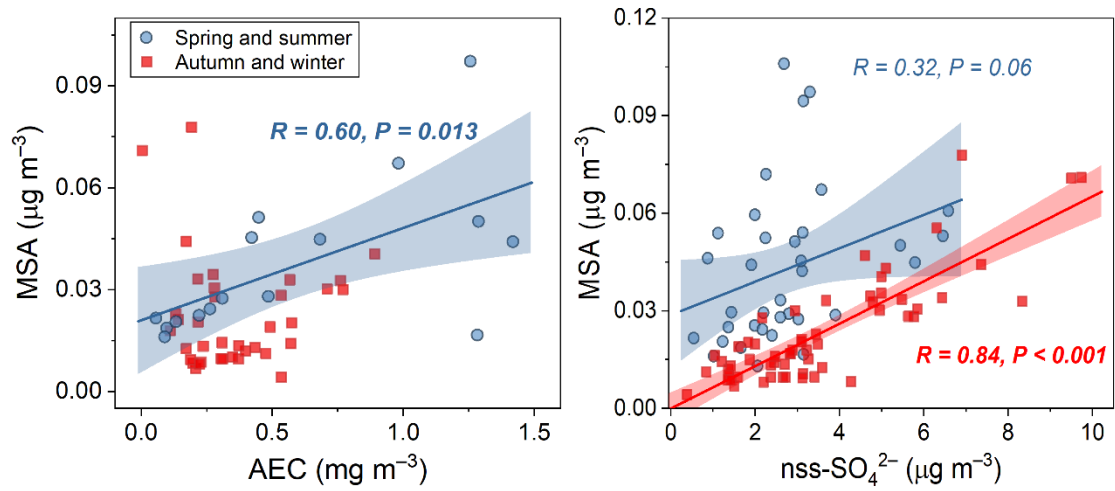 Spring and summer
Autumn and winter
R = 0.60, P = 0.013
0.09
0.06
0.03
0.00
MSA (μg m⁻³)
0.0 0.5 1.0 1.5
AEC (mg m⁻³)
R = 0.32, P = 0.06
R = 0.84, P < 0.001
0.12
0.09
0.06
0.03
0.00
MSA (μg m⁻³)
0 2 4 6 8 10
nss-SO₄²⁻ (μg m⁻³)